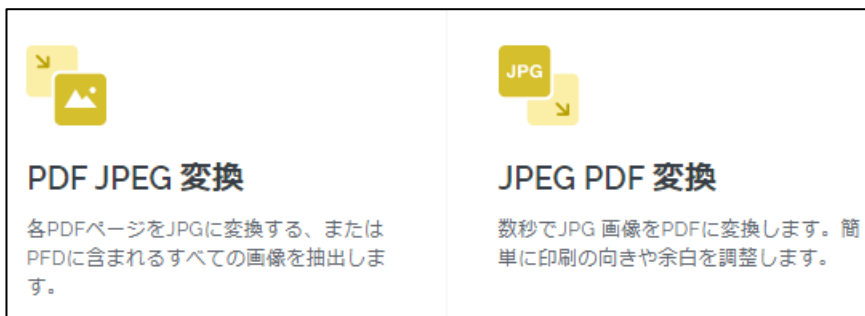 PDF JPEG 変換
各PDFページをJPGに変換する、または
PFDに含まれるすべての画像を抽出しま
す。
JPG
JPEG PDF 変換
数秒でJPG 画像をPDFに変換します。簡
単に印刷の向きや余白を調整します。